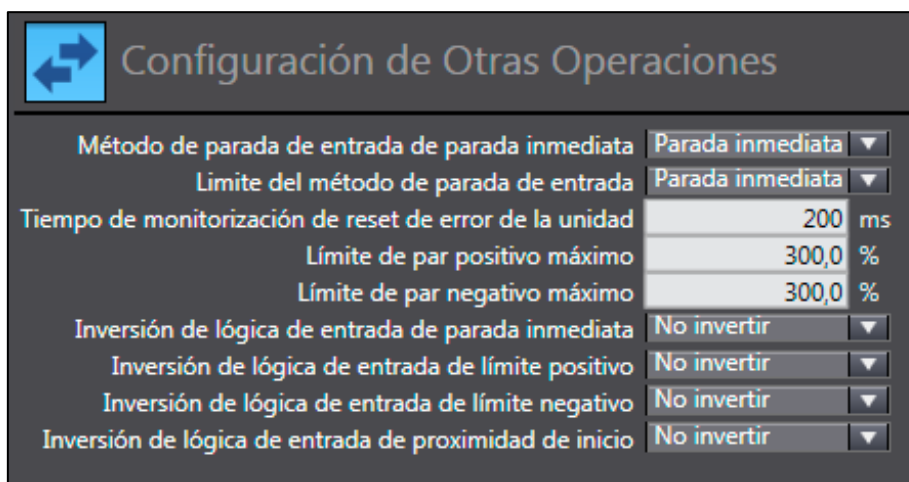 Configuración de Otras Operaciones
Método de parada de entrada de parada inmediata Parada inmediata
Limite del método de parada de entrada Parada inmediata
Tiempo de monitorización de reset de error de la unidad 200 ms
Límite de par positivo máximo 300,0 %
Límite de par negativo máximo 300,0 %
Inversión de lógica de entrada de parada inmediata No invertir
Inversión de lógica de entrada de límite positivo No invertir
Inversión de lógica de entrada de límite negativo No invertir
Inversión de lógica de entrada de proximidad de inicio No invertir